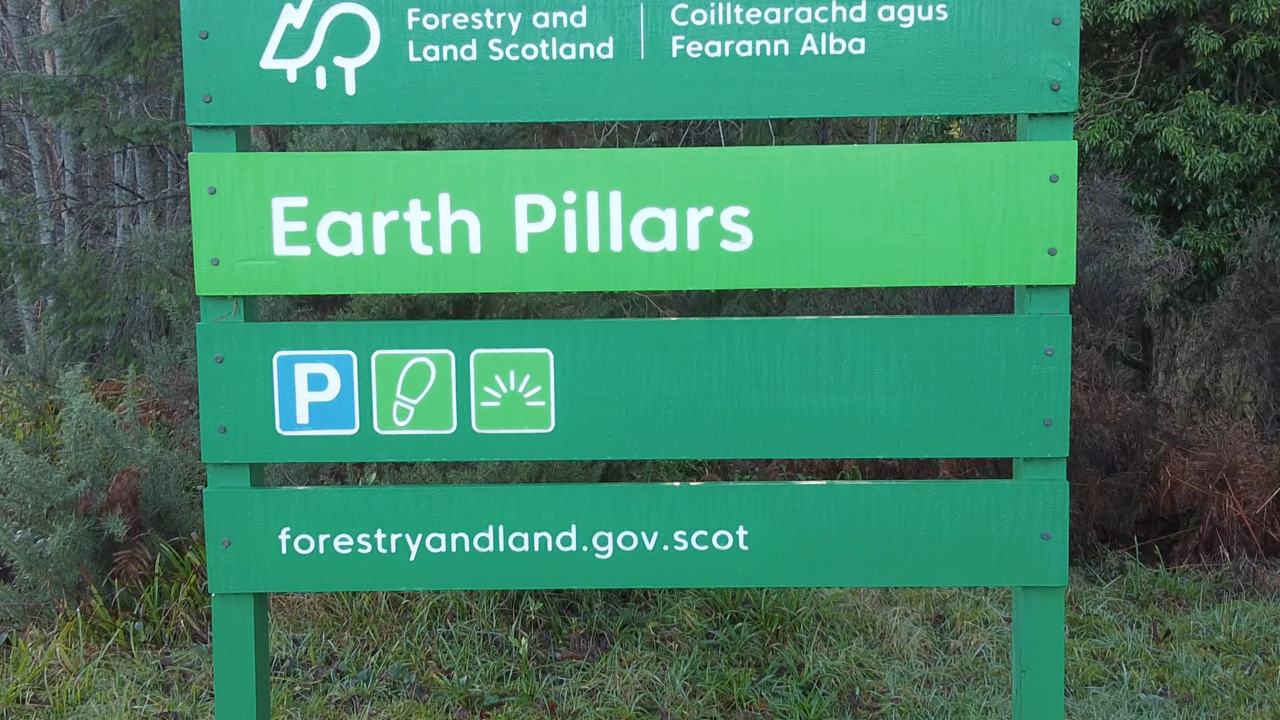 Forestry and
Land Scotland
Coilltearachd agus
Fearann Alba
Earth Pillars
P
forestryandland.gov.scot